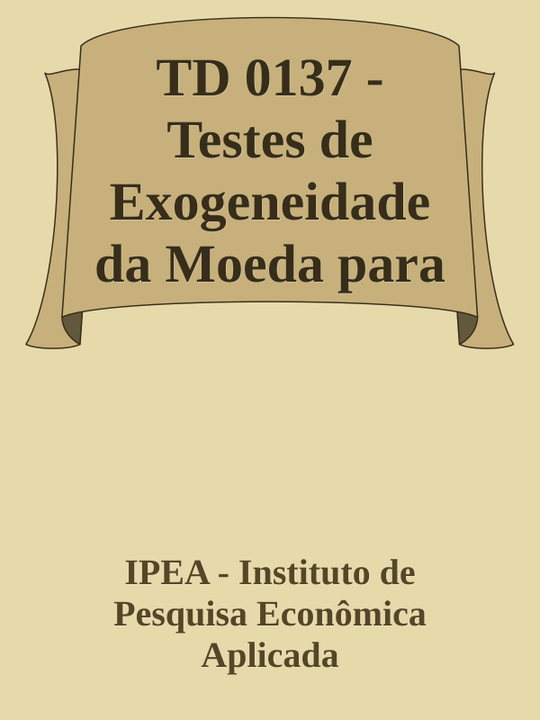 TD 0137 -
Testes de
Exogeneidade
da Moeda para
IPEA - Instituto de
Pesquisa Econômica
Aplicada